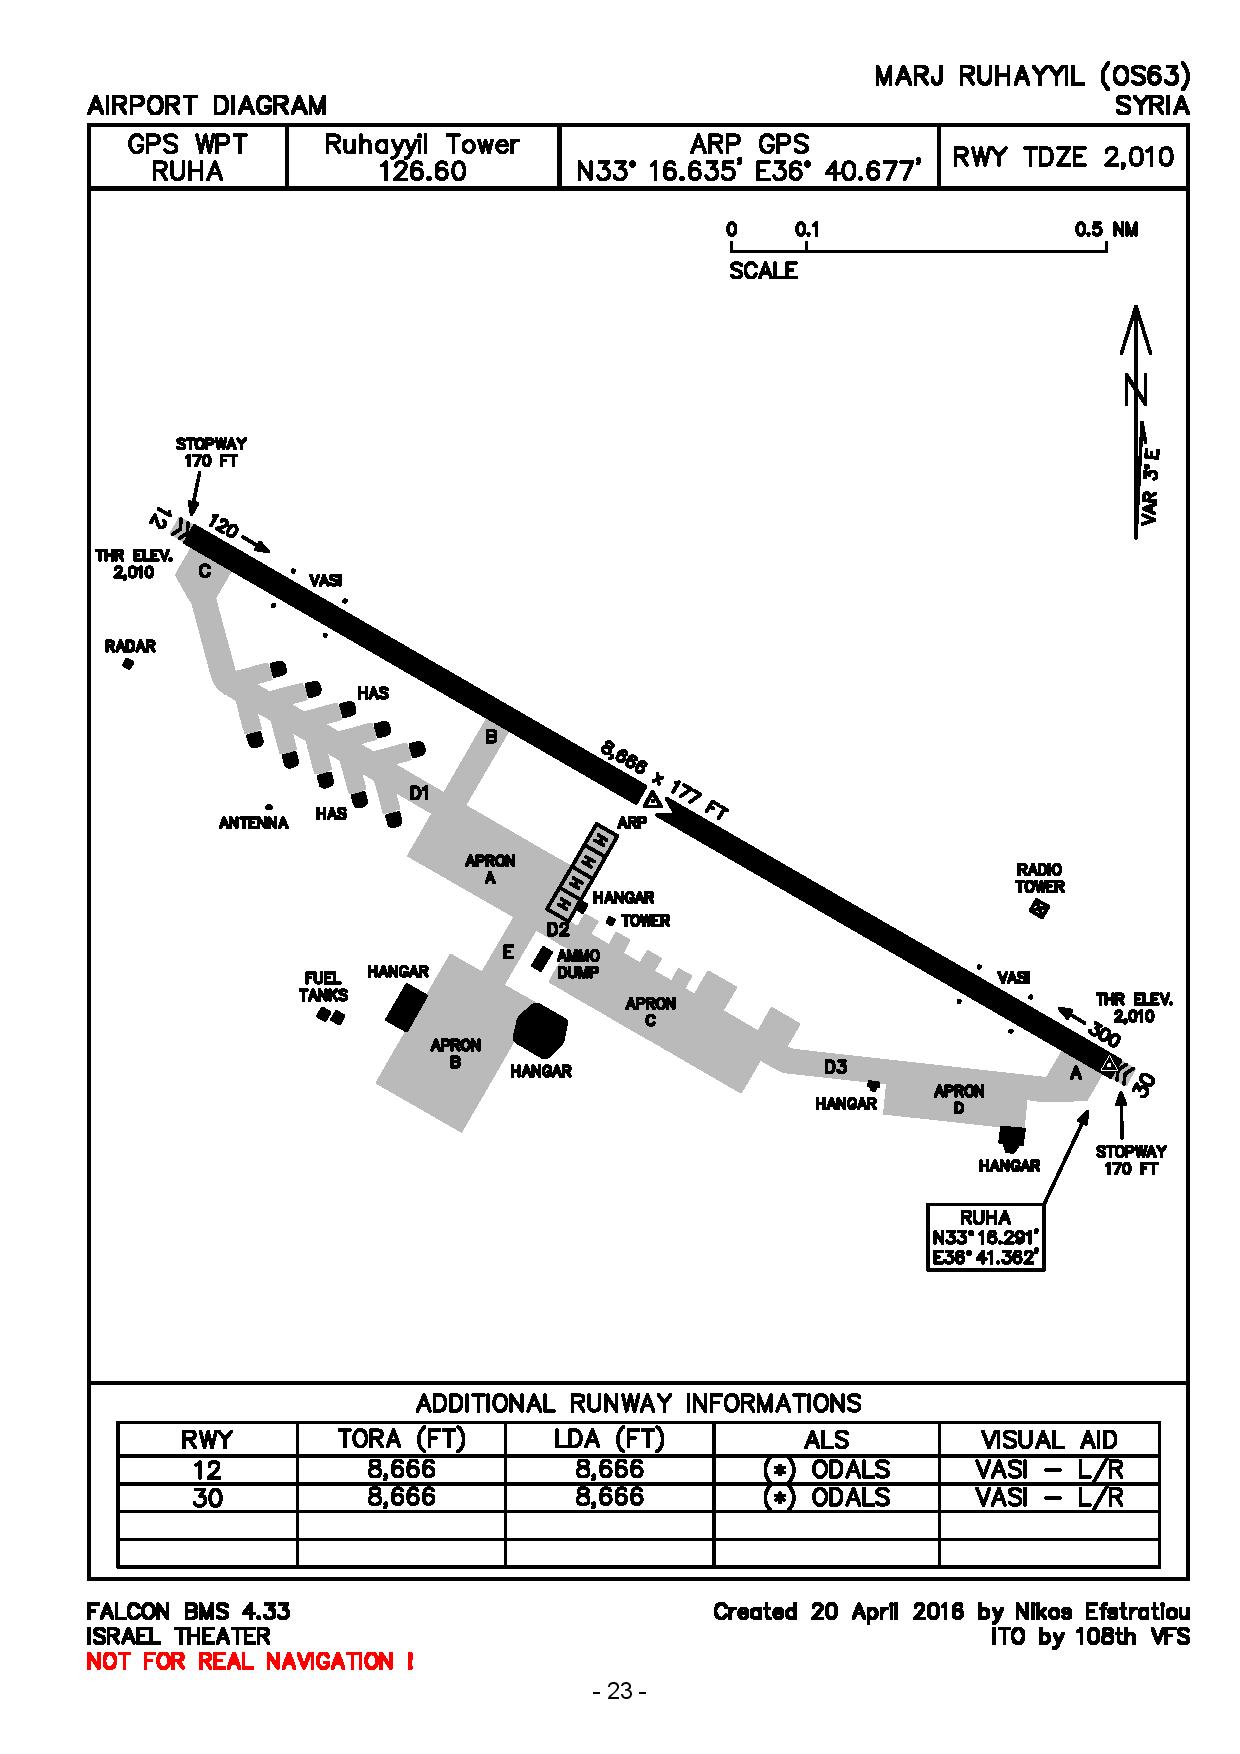 MARJ RUHAYYIL (OS63)
AIRPORT DIAGRAM
SYRIA
GPS WPT
RUHA
Ruhayyil Tower
126.60
ARP GPS
N33° 16.635' E36° 40.677'
RWY TDZE 2,010
0 0.1 0.5 NM
SCALE
N
VAR 3° E
STOPWAY
170 FT
12
120
THR ELEV.
2,010
C
VASI
RADAR
HAS
B
8,666 x 177 FT
D1
ANTENNA
HAS
ARP
H
H
H
H
APRON
A
RADIO
TOWER
HANGAR
TOWER
D2
E
AMMO
DUMP
HANGAR
FUEL
TANKS
VASI
APRON
C
THR ELEV.
2,010
300
APRON
B
HANGAR
D3
A
30
APRON
D
HANGAR
STOPWAY
170 FT
HANGAR
RUHA
N33° 16.291'
E36° 41.362'
ADDITIONAL RUNWAY INFORMATIONS
RWY TORA (FT) LDA (FT) ALS VISUAL AID
12 8,666 8,666 (*) ODALS VASI – L/R
30 8,666 8,666 (*) ODALS VASI – L/R
FALCON BMS 4.33
Created 20 April 2016 by Nikos Efstratiou
ISRAEL THEATER
ITO by 108th VFS
NOT FOR REAL NAVIGATION !
- 23 -